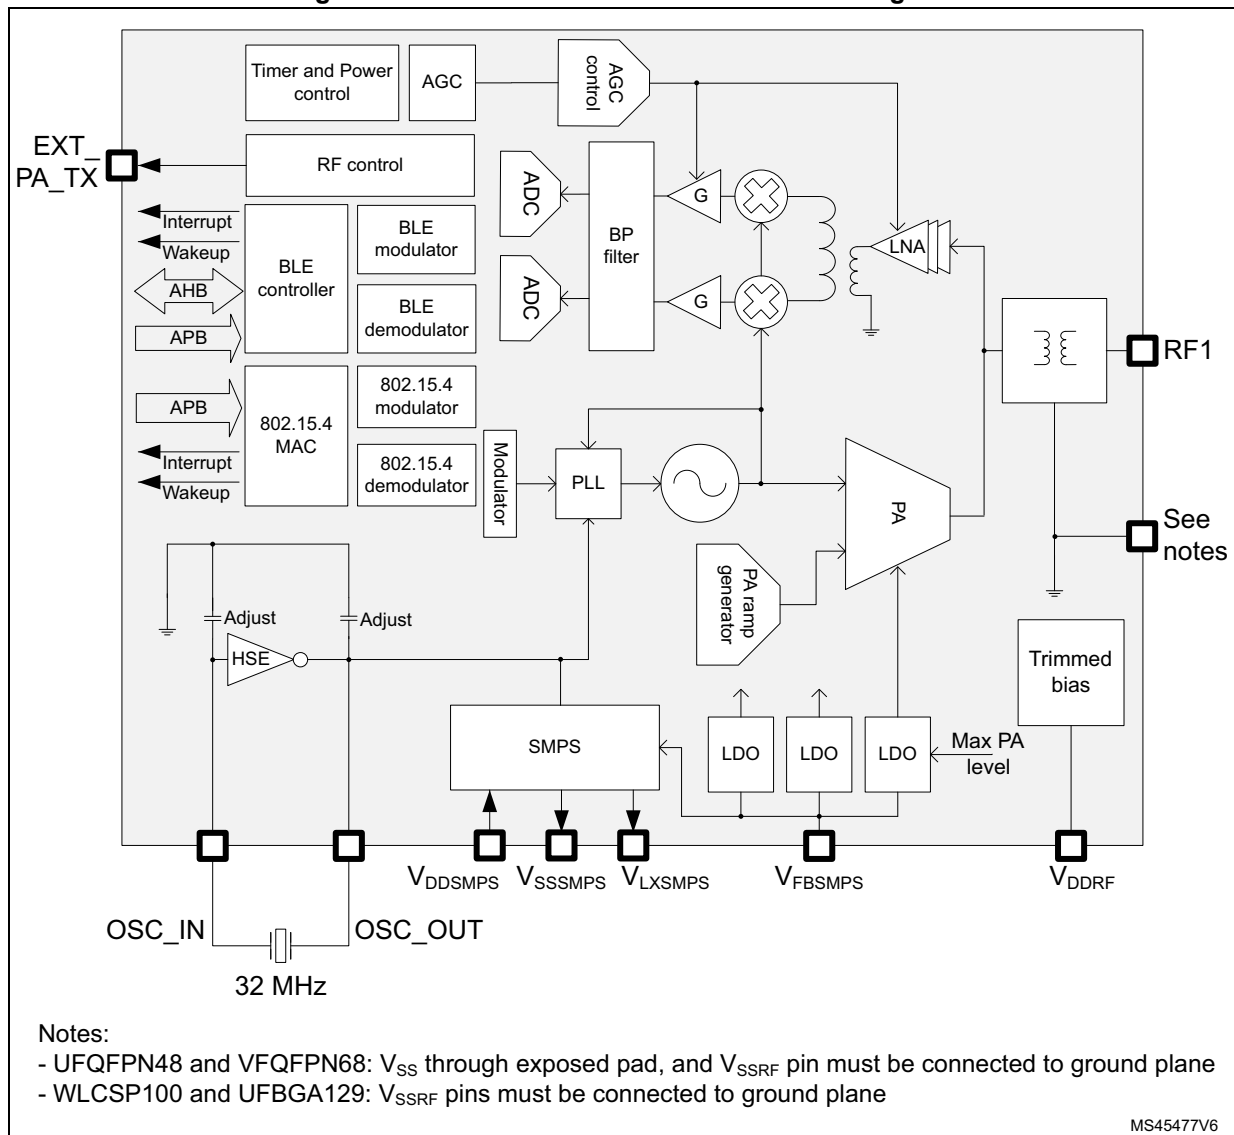 Timer and Power
control
AGC
AGC
control
EXT_
PA_TX
RF control
ADC
ADC
BP
filter
G
G
LNA
Interrupt
Wakeup
AHB
APB
BLE
controller
BLE
modulator
BLE
demodulator
RF1
APB
Interrupt
Wakeup
802.15.4
MAC
802.15.4
modulator
802.15.4
demodulator
Modulator
PLL
PA
See
notes
PA ramp
generator
Adjust
Adjust
HSE
Trimmed
bias
SMPS
LDO
LDO
LDO
Max PA
level
VDDSMPS
VSSSMPS
VLXSMPS
VFBSMPS
VDDRF
OSC_IN
OSC_OUT
32 MHz
Notes:
- UFQFPN48 and VFQFPN68: VSS through exposed pad, and VSSRF pin must be connected to ground plane
- WLCSP100 and UFBGA129: VSSRF pins must be connected to ground plane
MS45477V6